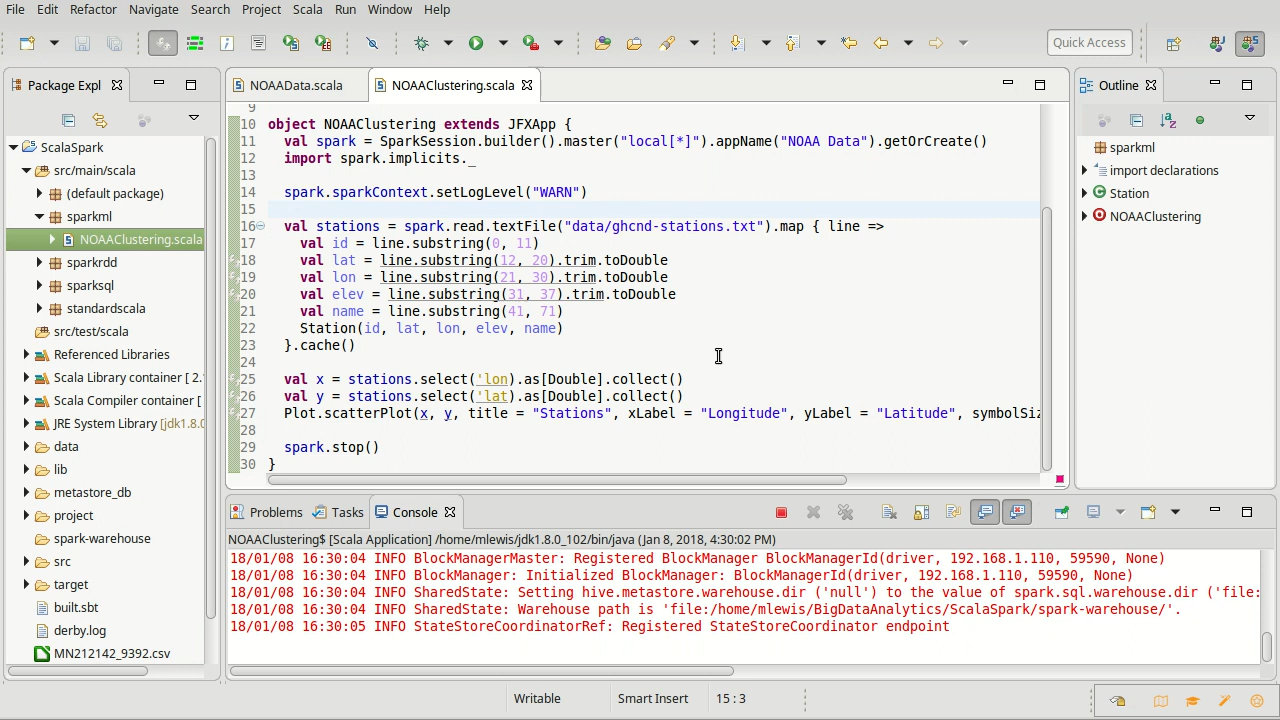 File Edit Refactor Navigate Search Project Scala Run Window Help
Quick Access
Package Expl
NOAAData.scala
NOAAClustering.scala
Outline
ScalaSpark
src/main/scala
(default package)
sparkml
NOAAClustering.scala
sparkrdd
sparksql
standardscala
src/test/scala
Referenced Libraries
Scala Library container [ 2.
Scala Compiler container [
JRE System Library [jdk1.8.0
data
lib
metastore_db
project
spark-warehouse
src
target
built.sbt
derby.log
MN212142_9392.csv
9
10 object NOAAClustering extends JFXApp {
11 val spark = SparkSession.builder().master("local[*]").appName("NOAA Data").getOrCreate()
12 import spark.implicits._
13
14 spark.sparkContext.setLogLevel("WARN")
15
16 val stations = spark.read.textFile("data/ghcnd-stations.txt").map { line =>
17 val id = line.substring(0, 11)
18 val lat = line.substring(12, 20).trim.toDouble
19 val lon = line.substring(21, 30).trim.toDouble
20 val elev = line.substring(31, 37).trim.toDouble
21 val name = line.substring(41, 71)
22 Station(id, lat, lon, elev, name)
23 }.cache()
24
25 val x = stations.select('lon).as[Double].collect()
26 val y = stations.select('lat).as[Double].collect()
27 Plot.scatterPlot(x, y, title = "Stations", xLabel = "Longitude", yLabel = "Latitude", symbolSiz
28
29 spark.stop()
30 }
sparkml
import declarations
Station
NOAAClustering
Problems Tasks Console
NOAAClustering$ [Scala Application] /home/mlewis/jdk1.8.0_102/bin/java (Jan 8, 2018, 4:30:02 PM)
18/01/08 16:30:04 INFO BlockManagerMaster: Registered BlockManager BlockManagerId(driver, 192.168.1.110, 59590, None)
18/01/08 16:30:04 INFO BlockManager: Initialized BlockManager: BlockManagerId(driver, 192.168.1.110, 59590, None)
18/01/08 16:30:04 INFO SharedState: Setting hive.metastore.warehouse.dir ('null') to the value of spark.sql.warehouse.dir ('file:
18/01/08 16:30:04 INFO SharedState: Warehouse path is 'file:/home/mlewis/BigDataAnalytics/ScalaSpark/spark-warehouse/'.
18/01/08 16:30:05 INFO StateStoreCoordinatorRef: Registered StateStoreCoordinator endpoint
Writable
Smart Insert
15 : 3